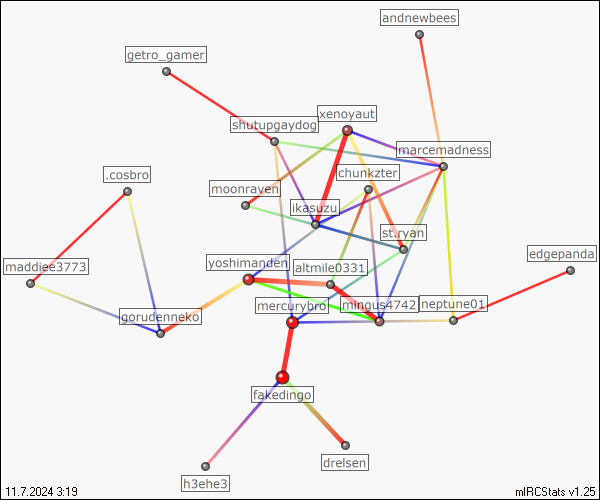 andnewbees
getro_gamer
xenoyaut
shutupgaydog
marcemadness
chunkzter
.cosbro
moonraven
ikasuzu
st.ryan
edgepanda
yoshimanden
altmile0331
maddiee3773
mercurybro
mingus4742
neptune01
gorudenneko
fakedingo
drelsen
h3ehe3
11.7.2024 3:19
mIRCStats v1.25